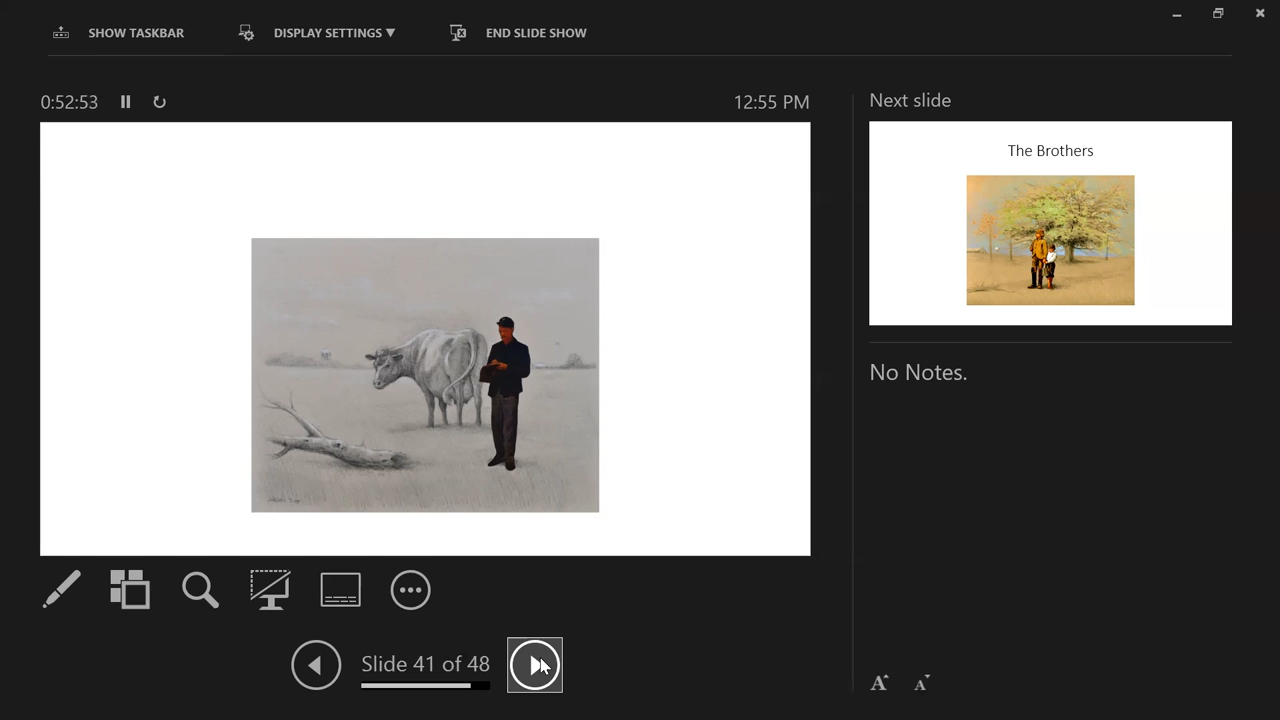 SHOW TASKBAR
DISPLAY SETTINGS ▼
END SLIDE SHOW
0:52:53
12:55 PM
Next slide
The Brothers
No Notes.
Slide 41 of 48
A A